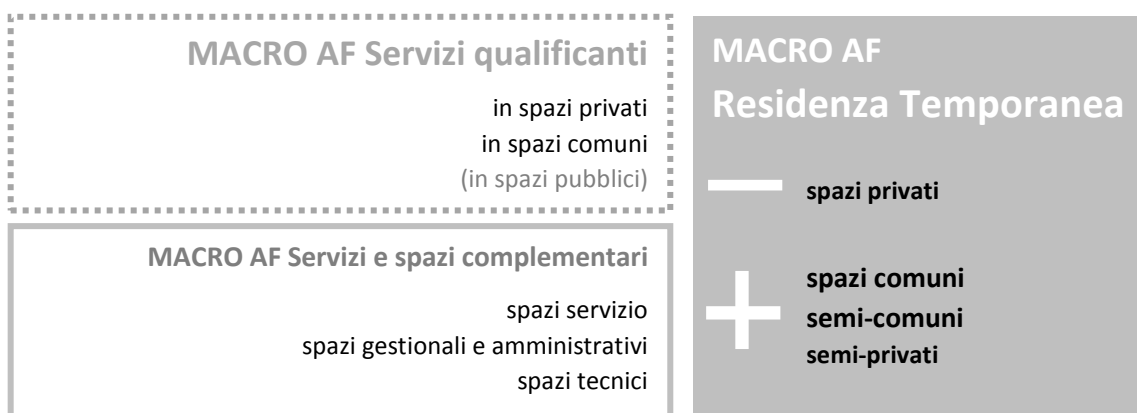 MACRO AF Servizi qualificanti
in spazi privati
in spazi comuni
(in spazi pubblici)
MACRO AF Servizi e spazi complementari
spazi servizio
spazi gestionali e amministrativi
spazi tecnici
MACRO AF
Residenza Temporanea
spazi privati
spazi comuni
semi-comuni
semi-privati